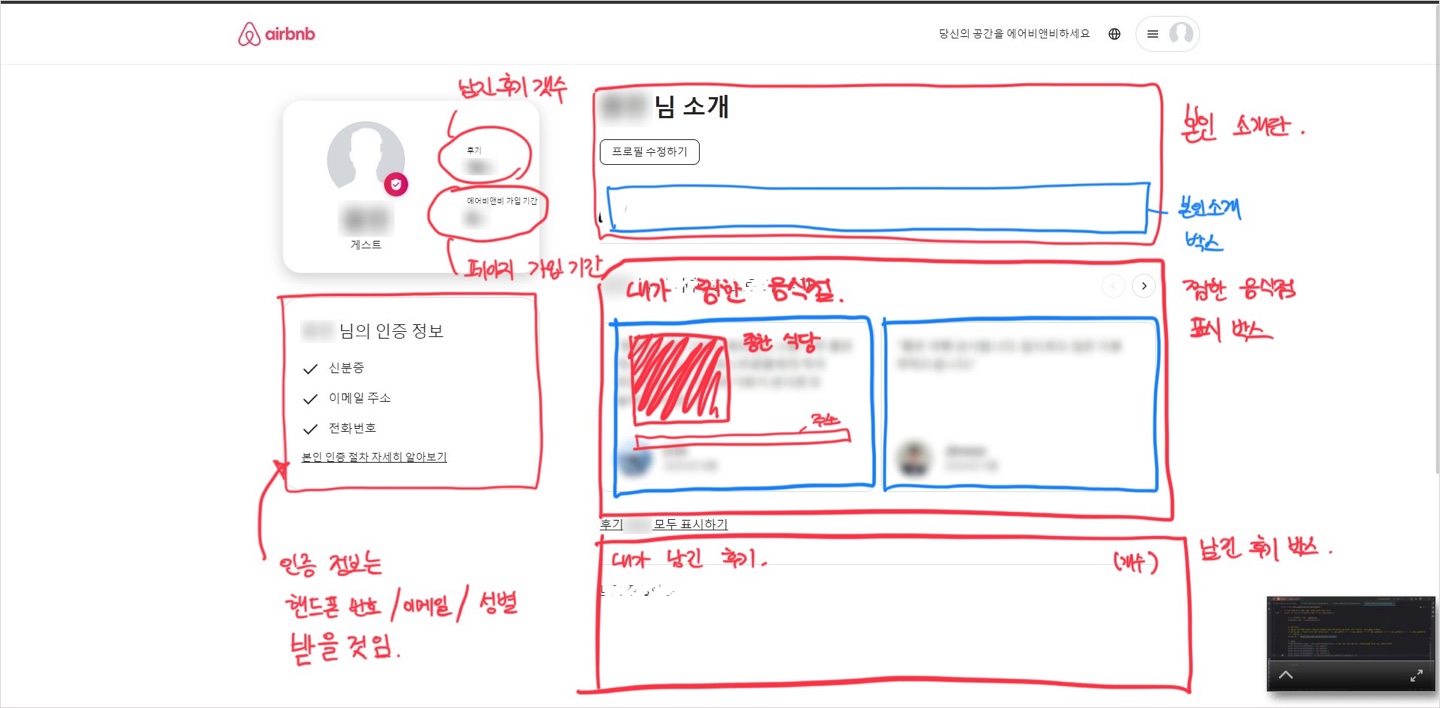 airbnb
당신의 공간을 에어비앤비하세요
남긴 후기 갯수
후기
에어비앤비 가입 기간
게스트
페이지 가입 기간
님 소개
프로필 수정하기
본인 소개란.
본인소개
박스
님의 인증 정보
신분증
이메일 주소
전화번호
본인 인증 절차 자세히 알아보기
인증 정보는
핸드폰 번호 / 이메일 / 성별
받을 것임.
내가 찜한 음식점.
찜한 식당
주소
찜한 음식점
표시 박스
후기 모두 표시하기
내가 남긴 후기.
(개수)
남긴 후기 박스.